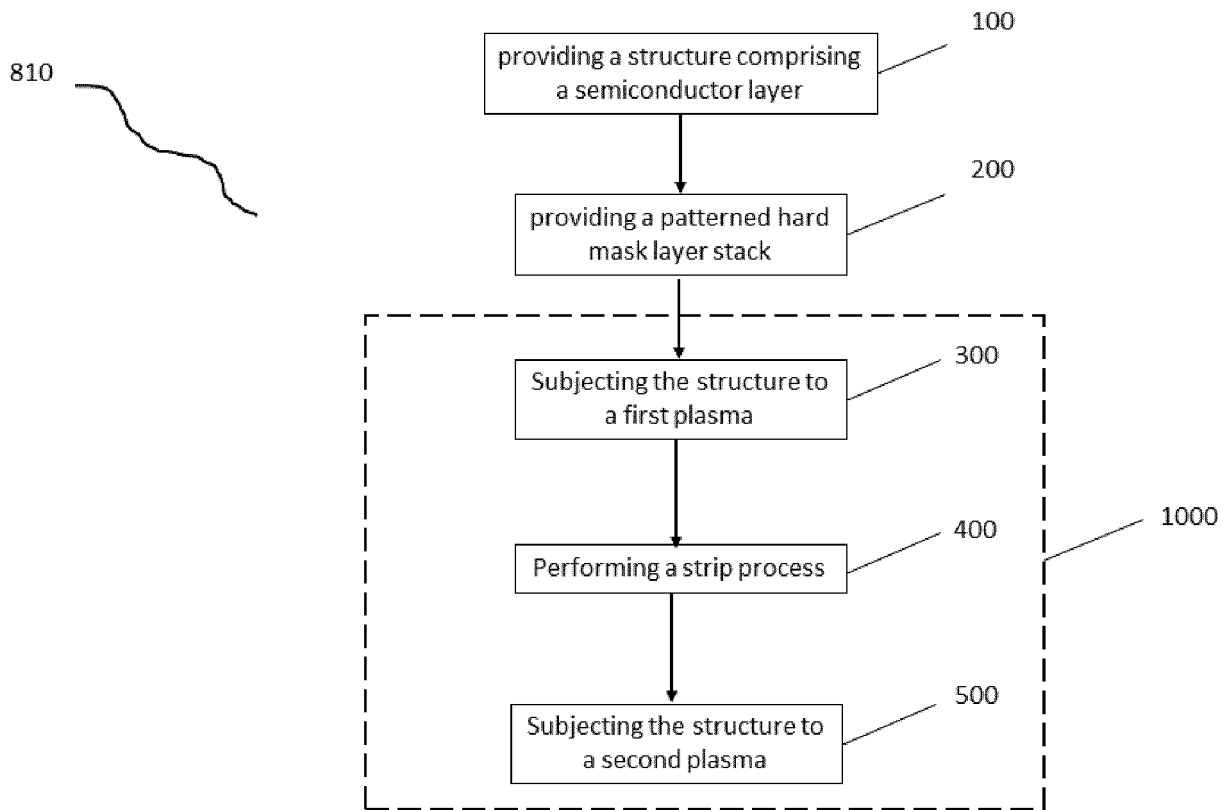 100
providing a structure comprising
a semiconductor layer
810
200
providing a patterned hard
mask layer stack
300
Subjecting the structure to
a first plasma
1000
400
Performing a strip process
500
Subjecting the structure to
a second plasma